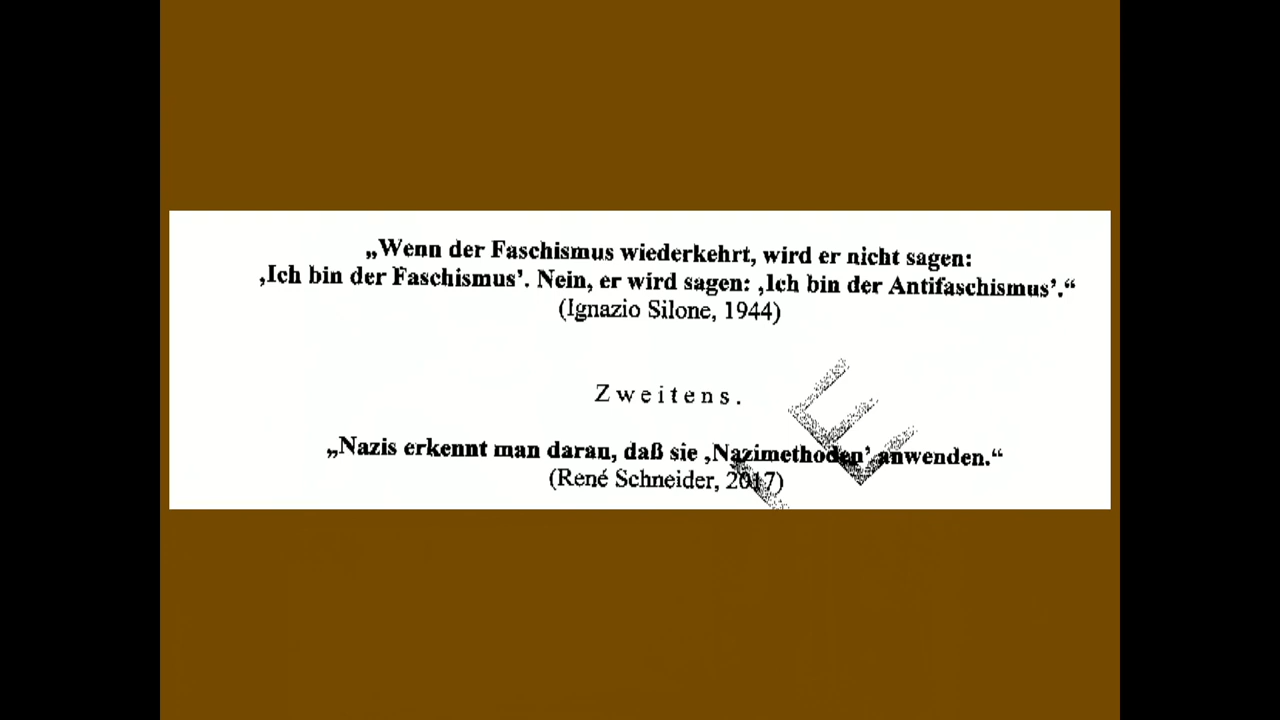 „Wenn der Faschismus wiederkehrt, wird er nicht sagen:
‚Ich bin der Faschismus’. Nein, er wird sagen: ‚Ich bin der Antifaschismus’.“
(Ignazio Silone, 1944)
Zweitens.
„Nazis erkennt man daran, daß sie ‚Nazimethoden’ anwenden.“
(René Schneider, 2017)